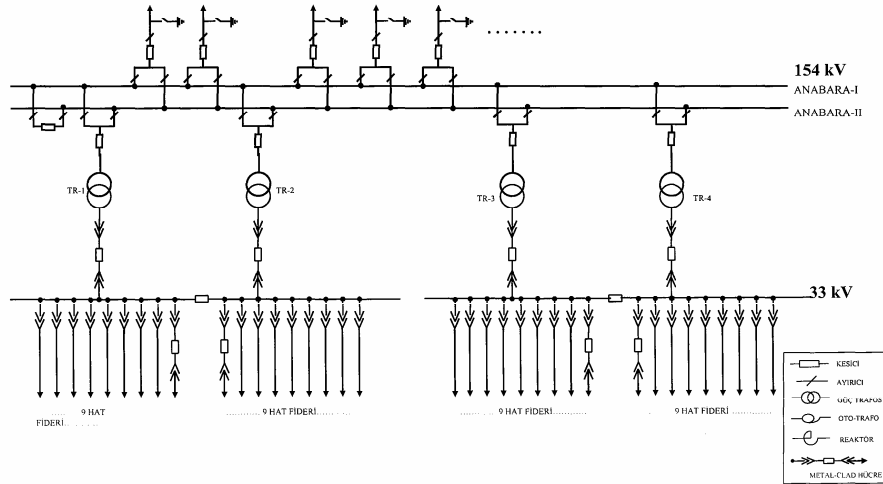 154 kV
ANABARA-I
ANABARA-II
TR-1
TR-2
TR-3
TR-4
33 kV
9 HAT
FİDERİ
9 HAT FİDERİ
9 HAT FİDERİ
9 HAT FİDERİ
KESİCİ
AYIRICI
GÜÇ TRAFOS
OTO-TRAFO
REAKTÖR
METAL-CLAD HÜCRE